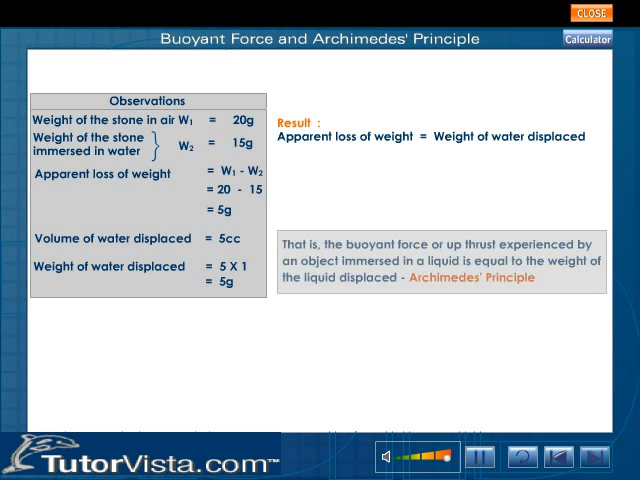 CLOSE
Buoyant Force and Archimedes' Principle
Calculator
Observations
Weight of the stone in air W₁ = 20g
Weight of the stone
immersed in water } W₂ = 15g
Apparent loss of weight = W₁ - W₂
= 20 - 15
= 5g
Volume of water displaced = 5cc
Weight of water displaced = 5 X 1
= 5g
Result :
Apparent loss of weight = Weight of water displaced
That is, the buoyant force or up thrust experienced by
an object immersed in a liquid is equal to the weight of
the liquid displaced - Archimedes' Principle
TutorVista.com™